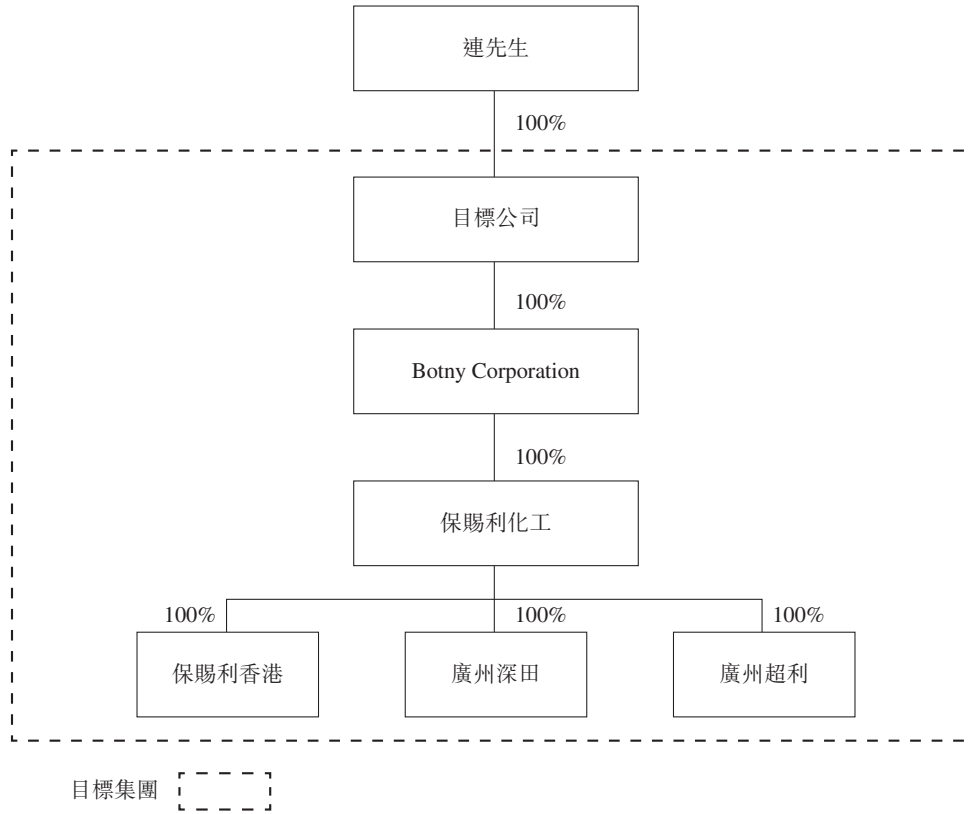 連先生
100%
目標公司
100%
Botny Corporation
100%
保賜利化工
100% 100% 100%
保賜利香港 廣州深田 廣州超利
目標集團